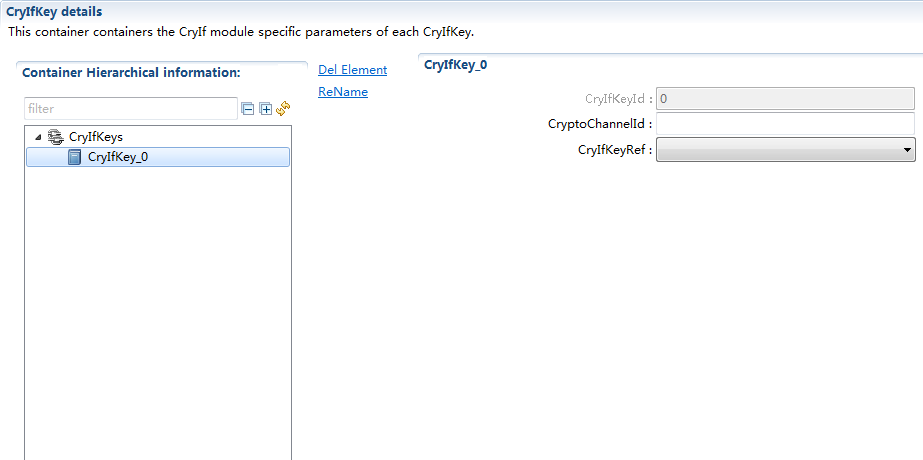 CryIfKey details
This container containers the CryIf module specific parameters of each CryIfKey.
Container Hierarchical information:
Del Element
ReName
filter
CryIfKeys
CryIfKey_0
CryIfKey_0
CryIfKeyId : 0
CryptoChannelId :
CryIfKeyRef :